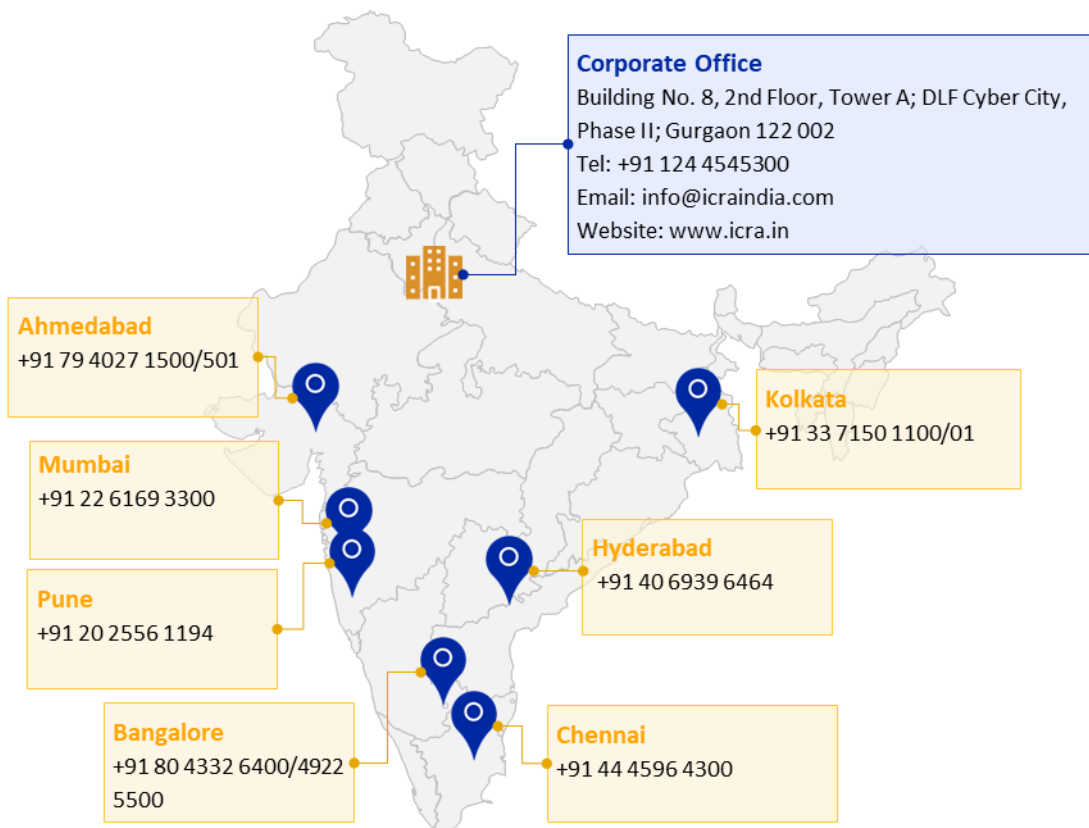 Corporate Office
Building No. 8, 2nd Floor, Tower A; DLF Cyber City,
Phase II; Gurgaon 122 002
Tel: +91 124 4545300
Email: info@icraindia.com
Website: www.icra.in
Ahmedabad
+91 79 4027 1500/501
Kolkata
+91 33 7150 1100/01
Mumbai
+91 22 6169 3300
Hyderabad
+91 40 6939 6464
Pune
+91 20 2556 1194
Bangalore
+91 80 4332 6400/4922
5500
Chennai
+91 44 4596 4300